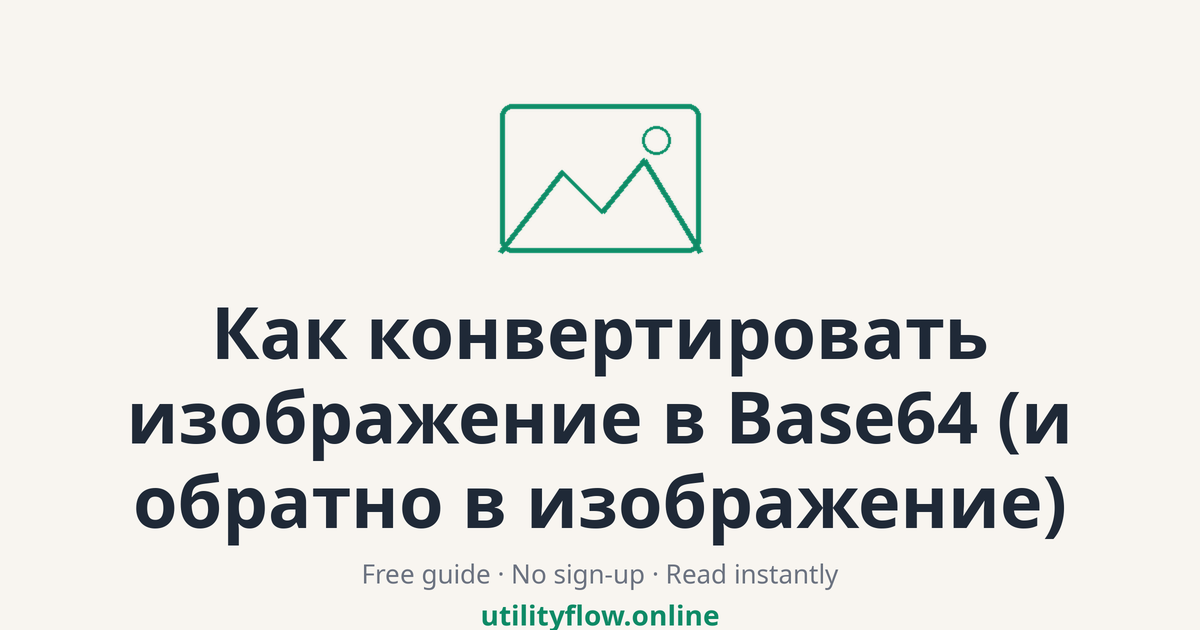 Как конвертировать
изображение в Base64 (и
обратно в изображение)
Free guide · No sign-up · Read instantly
utilityflow.online